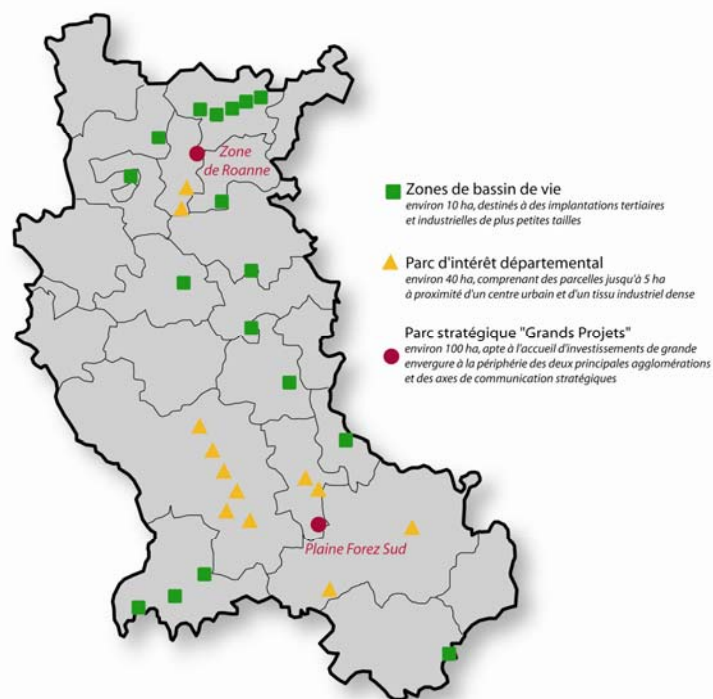 Zone
de Roanne
Zones de bassin de vie
environ 10 ha, destinés à des implantations tertiaires
et industrielles de plus petites tailles
Parc d'intérêt départemental
environ 40 ha, comprenant des parcelles jusqu'à 5 ha
à proximité d'un centre urbain et d'un tissu industriel dense
Parc stratégique "Grands Projets"
environ 100 ha, apte à l'accueil d'investissements de grande
envergure à la périphérie des deux principales agglomérations
et des axes de communication stratégiques
Plaine Forez Sud